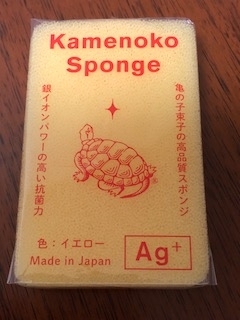 Kamenoko
Sponge
亀の子束子の高品質スポンジ
銀イオンパワーの高い抗菌力
色：イエロー
Made in Japan
Ag+